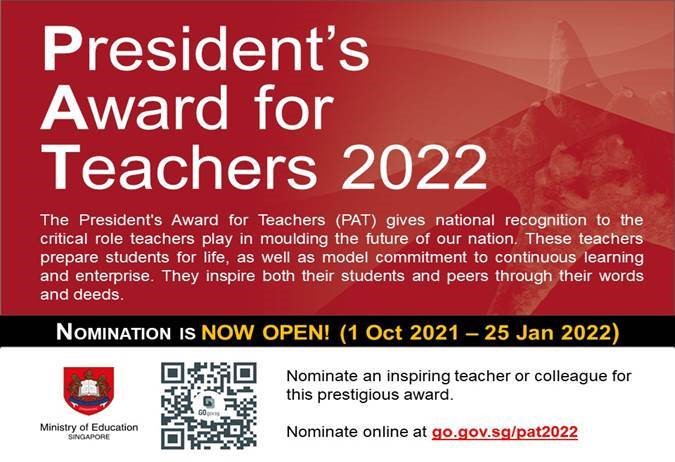 President's
Award for
Teachers 2022
The President's Award for Teachers (PAT) gives national recognition to the
critical role teachers play in moulding the future of our nation. These teachers
prepare students for life, as well as model commitment to continuous learning
and enterprise. They inspire both their students and peers through their words
and deeds.
NOMINATION IS NOW OPEN! (1 Oct 2021 – 25 Jan 2022)
Nominate an inspiring teacher or colleague for
this prestigious award.
Nominate online at go.gov.sg/pat2022
Ministry of Education
SINGAPORE
GOgovsg